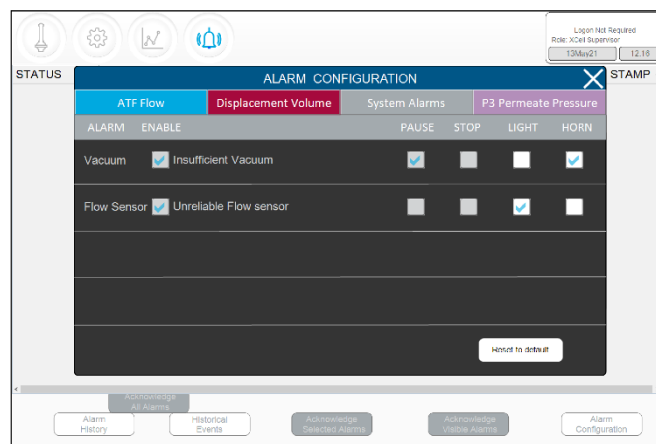 Logon Not Required
Role: XCell Supervisor
13May21 12:16
STATUS STAMP
ALARM CONFIGURATION
ATF Flow Displacement Volume System Alarms P3 Permeate Pressure
ALARM ENABLE PAUSE STOP LIGHT HORN
Vacuum Insufficient Vacuum
Flow Sensor Unreliable Flow sensor
Reset to default
Acknowledge
All Alarms
Alarm
History
Historical
Events
Acknowledge
Selected Alarms
Acknowledge
Visible Alarms
Alarm
Configuration